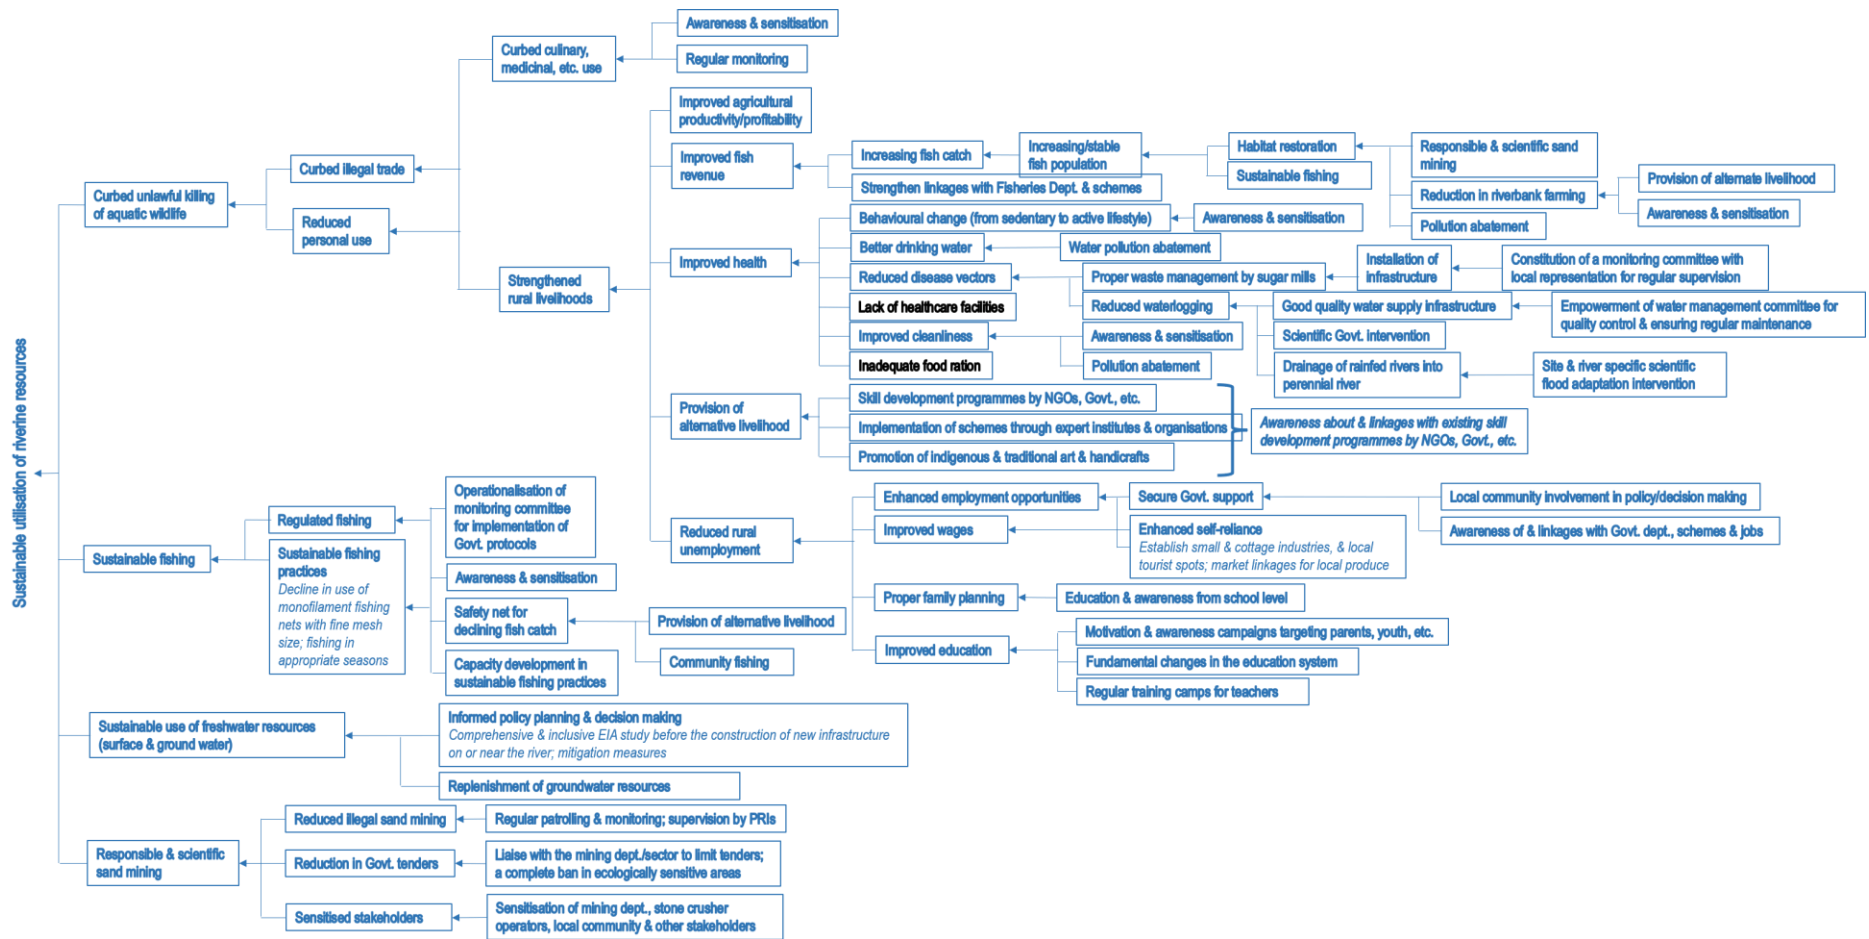 Sustainable utilisation of riverine resources
Curbed unlawful killing
of aquatic wildlife
Curbed illegal trade
Reduced
personal use
Curbed culinary,
medicinal, etc. use
Awareness & sensitisation
Regular monitoring
Strengthened
rural livelihoods
Improved agricultural
productivity/profitability
Improved fish
revenue
Increasing fish catch
Increasing/stable
fish population
Habitat restoration
Responsible & scientific sand
mining
Reduction in riverbank farming
Provision of alternate livelihood
Awareness & sensitisation
Pollution abatement
Sustainable fishing
Strengthen linkages with Fisheries Dept. & schemes
Improved health
Behavioural change (from sedentary to active lifestyle)
Awareness & sensitisation
Better drinking water
Water pollution abatement
Reduced disease vectors
Proper waste management by sugar mills
Installation of
infrastructure
Constitution of a monitoring committee with
local representation for regular supervision
Reduced waterlogging
Good quality water supply infrastructure
Empowerment of water management committee for
quality control & ensuring regular maintenance
Scientific Govt. intervention
Drainage of rainfed rivers into
perennial river
Site & river specific scientific
flood adaptation intervention
Lack of healthcare facilities
Improved cleanliness
Awareness & sensitisation
Pollution abatement
Inadequate food ration
Provision of
alternative livelihood
Skill development programmes by NGOs, Govt., etc.
Implementation of schemes through expert institutes & organisations
Promotion of indigenous & traditional art & handicrafts
Awareness about & linkages with existing skill
development programmes by NGOs, Govt., etc.
Reduced rural
unemployment
Enhanced employment opportunities
Secure Govt. support
Local community involvement in policy/decision making
Awareness of & linkages with Govt. dept., schemes & jobs
Improved wages
Enhanced self-reliance
Establish small & cottage industries, & local
tourist spots; market linkages for local produce
Proper family planning
Education & awareness from school level
Improved education
Motivation & awareness campaigns targeting parents, youth, etc.
Fundamental changes in the education system
Regular training camps for teachers
Sustainable fishing
Regulated fishing
Sustainable fishing
practices
Decline in use of
monofilament fishing
nets with fine mesh
size; fishing in
appropriate seasons
Operationalisation of
monitoring committee
for implementation of
Govt. protocols
Awareness & sensitisation
Safety net for
declining fish catch
Provision of alternative livelihood
Community fishing
Capacity development in
sustainable fishing practices
Sustainable use of freshwater resources
(surface & ground water)
Informed policy planning & decision making
Comprehensive & inclusive EIA study before the construction of new infrastructure
on or near the river; mitigation measures
Replenishment of groundwater resources
Responsible & scientific
sand mining
Reduced illegal sand mining
Regular patrolling & monitoring; supervision by PRIs
Reduction in Govt. tenders
Liaise with the mining dept./sector to limit tenders;
a complete ban in ecologically sensitive areas
Sensitised stakeholders
Sensitisation of mining dept., stone crusher
operators, local community & other stakeholders